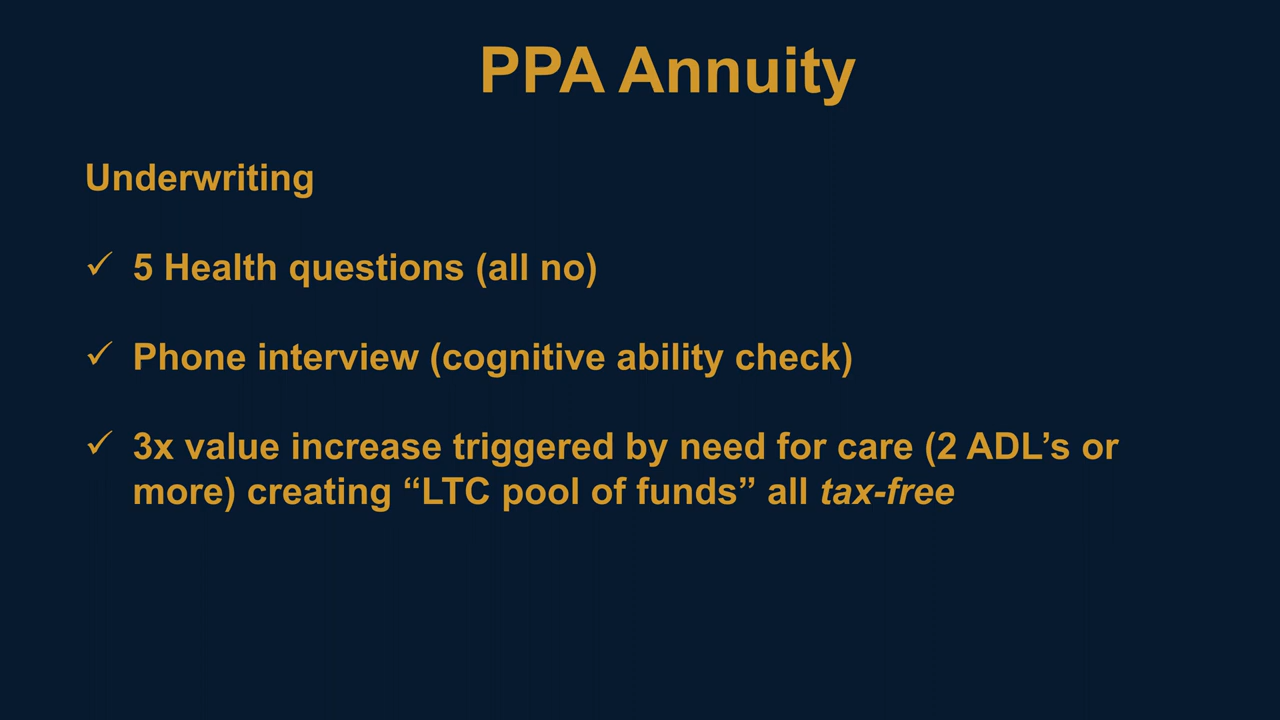 PPA Annuity
Underwriting
✓ 5 Health questions (all no)
✓ Phone interview (cognitive ability check)
✓ 3x value increase triggered by need for care (2 ADL’s or
more) creating “LTC pool of funds” all tax-free